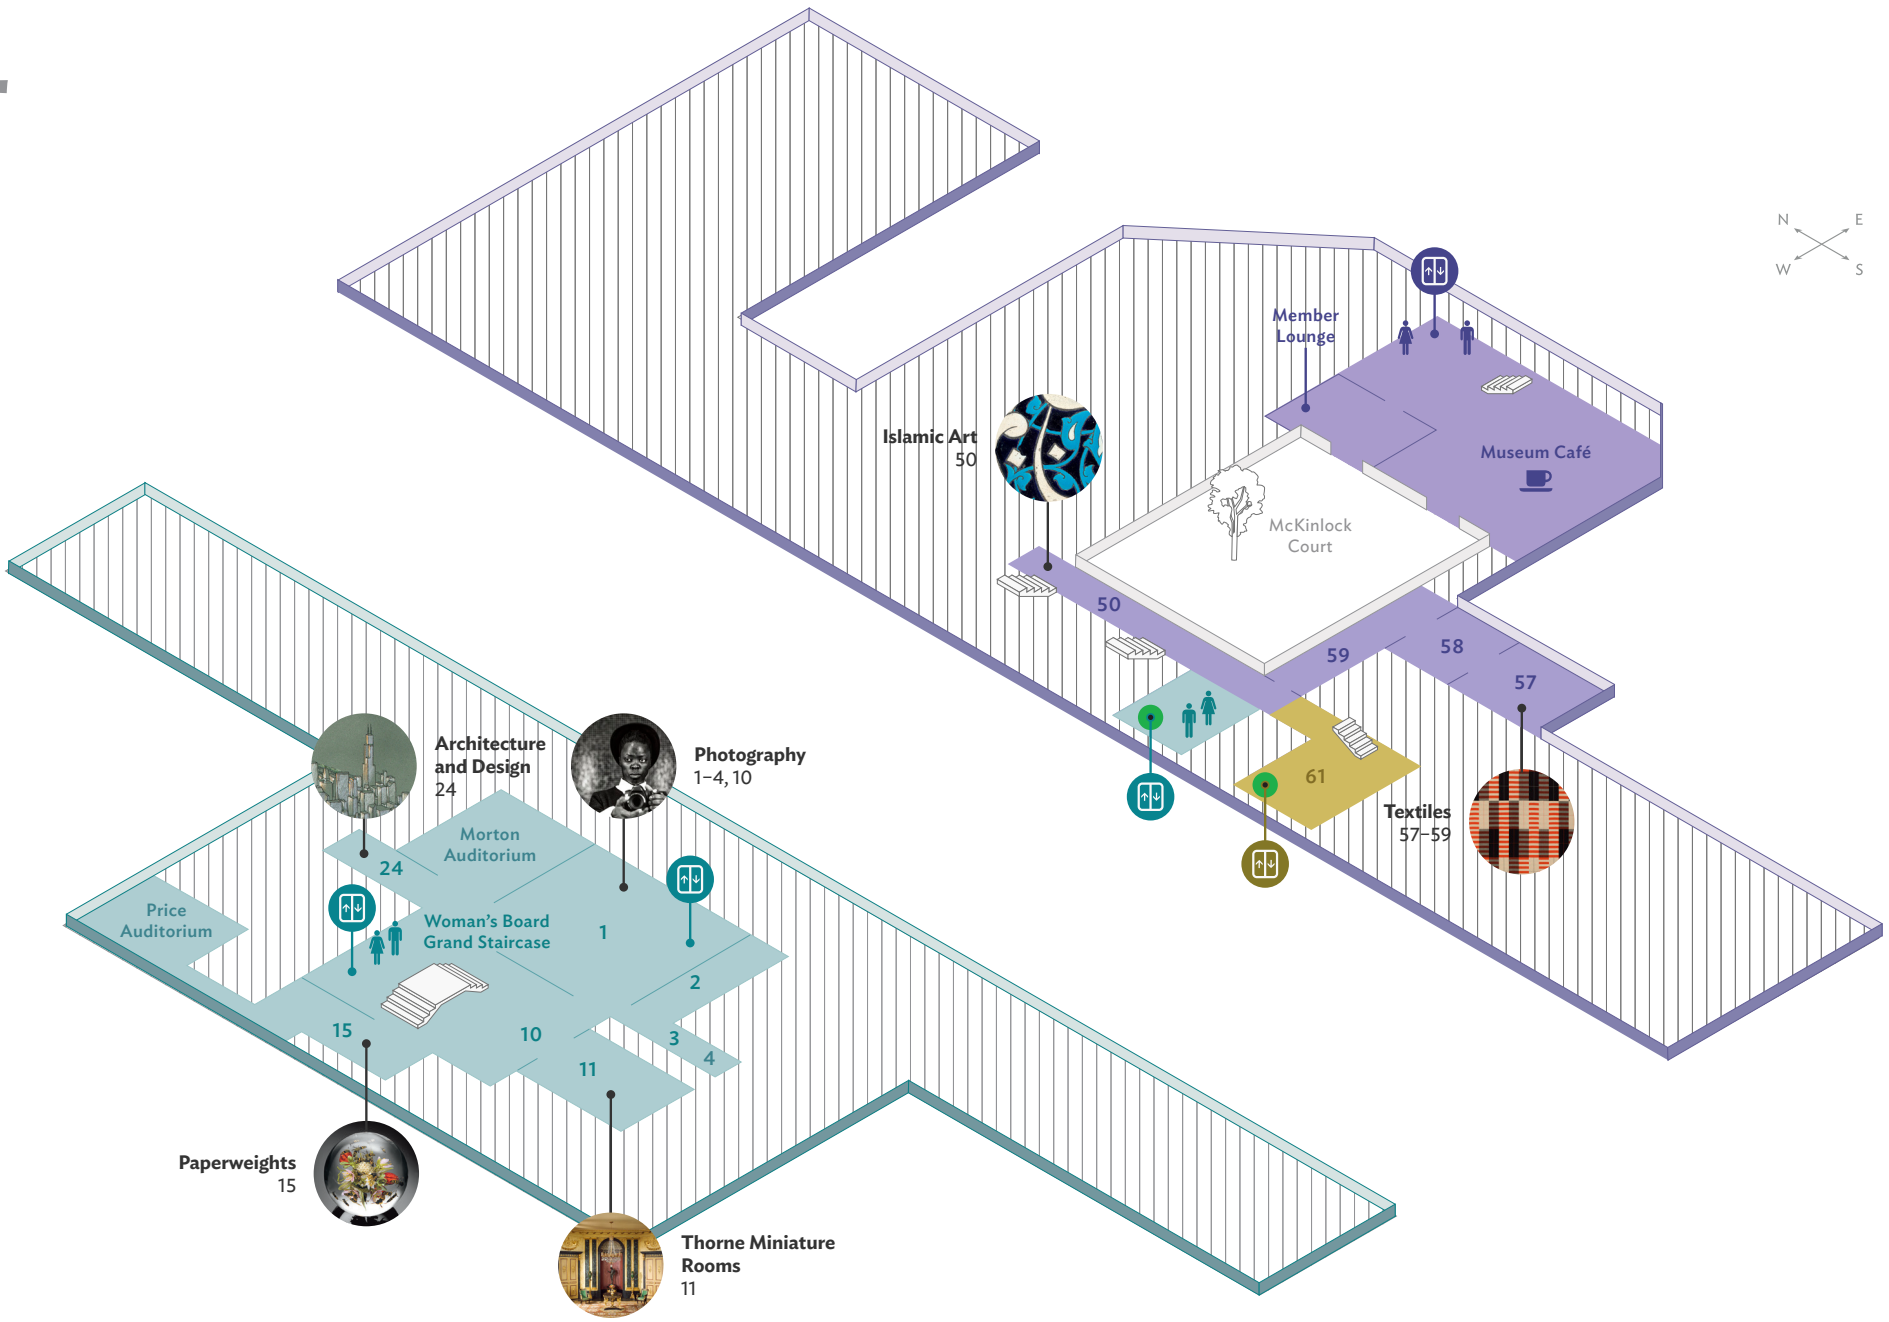 N
E
W
S
Member
Lounge
Museum Café
Islamic Art
50
McKinlock
Court
50
59
58
57
61
Textiles
57–59
Architecture
and Design
24
Photography
1–4, 10
Morton
Auditorium
24
Price
Auditorium
Woman's Board
Grand Staircase
1
2
15
10
3
4
11
Paperweights
15
Thorne Miniature
Rooms
11